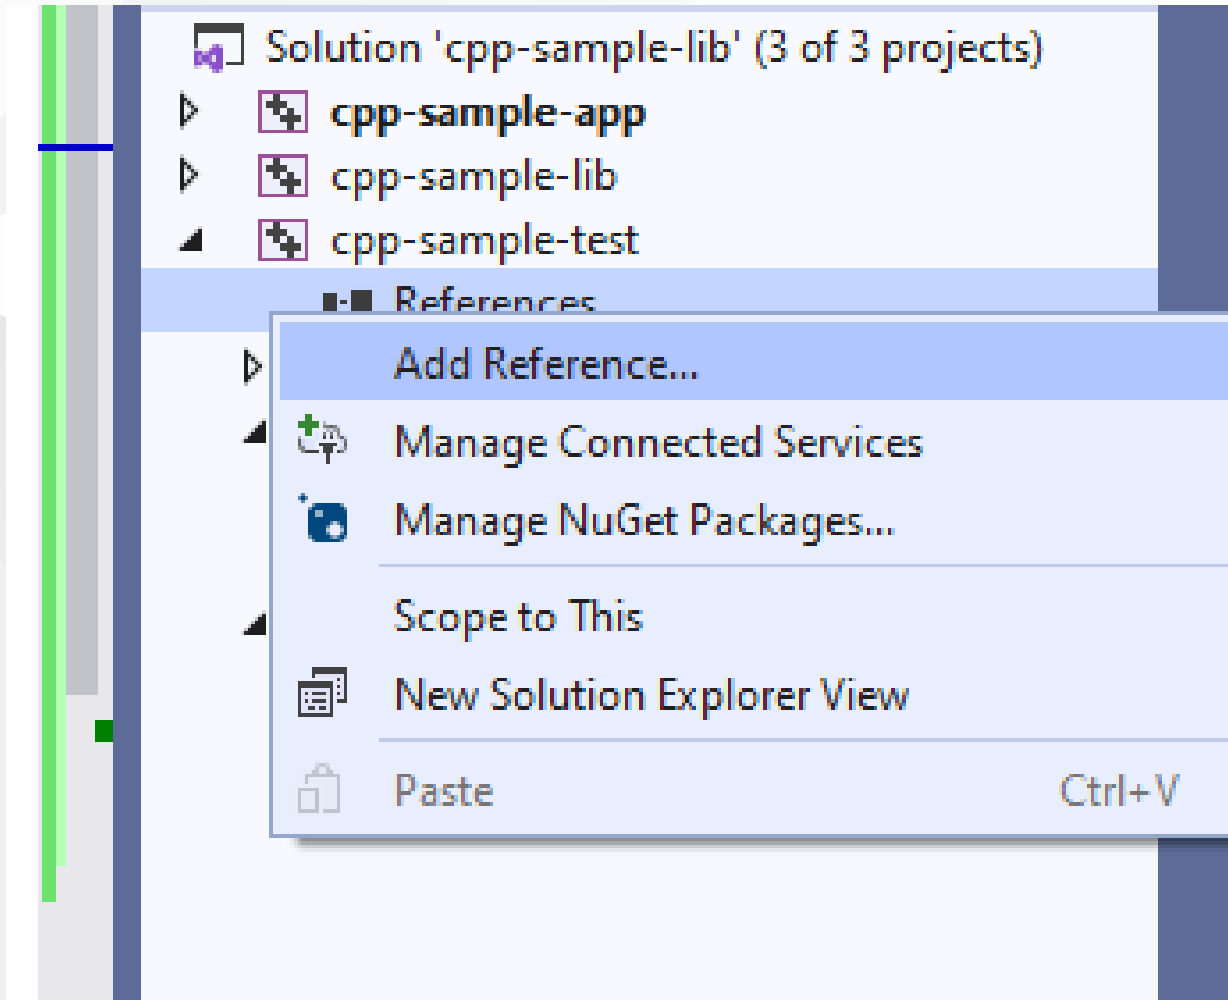 Solution 'cpp-sample-lib' (3 of 3 projects)
cpp-sample-app
cpp-sample-lib
cpp-sample-test
References
Add Reference...
Manage Connected Services
Manage NuGet Packages...
Scope to This
New Solution Explorer View
Paste Ctrl+V